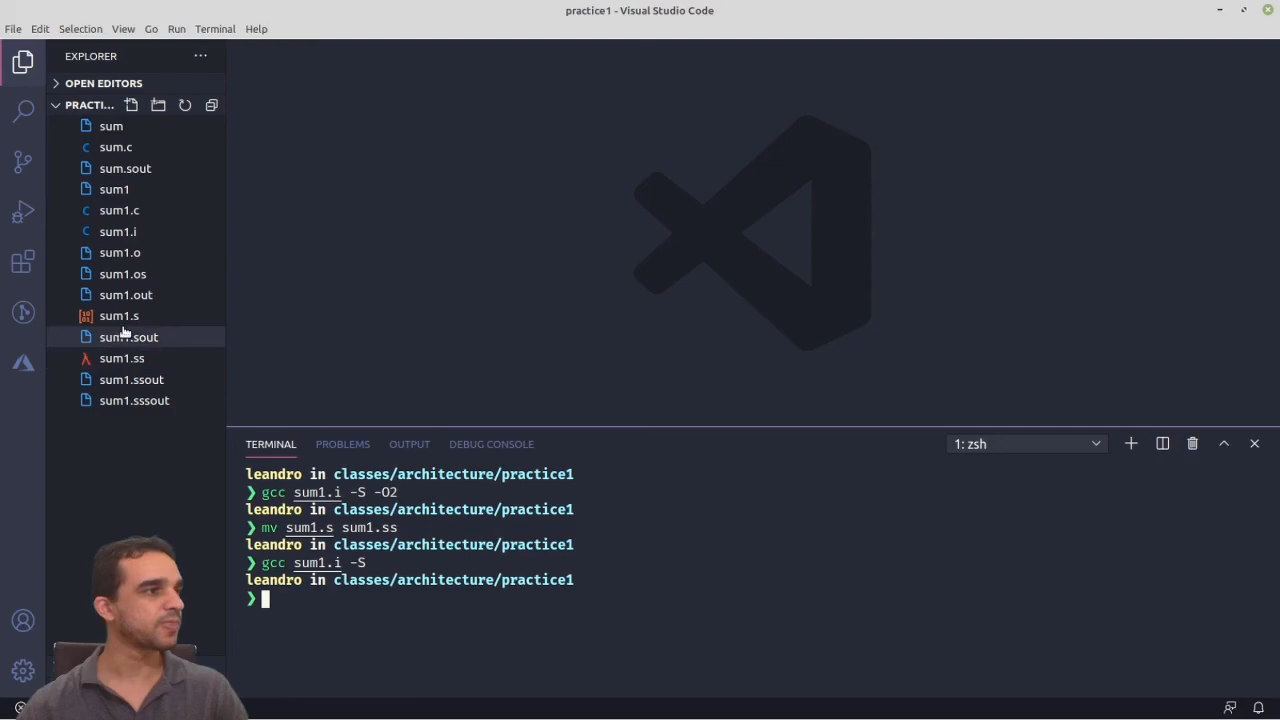 practice1 - Visual Studio Code
File Edit Selection View Go Run Terminal Help
EXPLORER
OPEN EDITORS
PRACTI...
sum
sum.c
sum.sout
sum1
sum1.c
sum1.i
sum1.o
sum1.os
sum1.out
sum1.s
sum1.sout
sum1.ss
sum1.ssout
sum1.sssout
TERMINAL PROBLEMS OUTPUT DEBUG CONSOLE 1: zsh
leandro in classes/architecture/practice1
❯ gcc sum1.i -S -O2
leandro in classes/architecture/practice1
❯ mv sum1.s sum1.ss
leandro in classes/architecture/practice1
❯ gcc sum1.i -S
leandro in classes/architecture/practice1
❯